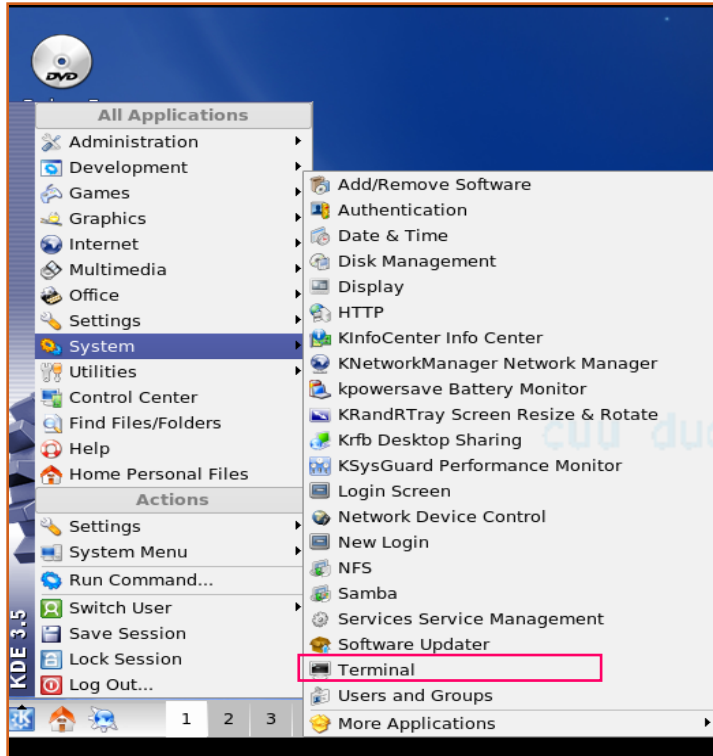 DVD
All Applications
Administration
Development
Games
Graphics
Internet
Multimedia
Office
Settings
System
Utilities
Control Center
Find Files/Folders
Help
Home Personal Files
Actions
Settings
System Menu
Run Command...
Switch User
Save Session
Lock Session
Log Out...
KDE 3.5
Add/Remove Software
Authentication
Date & Time
Disk Management
Display
HTTP
KInfoCenter Info Center
KNetworkManager Network Manager
kpowersave Battery Monitor
KRandRTray Screen Resize & Rotate
Krfb Desktop Sharing
KSysGuard Performance Monitor
Login Screen
Network Device Control
New Login
NFS
Samba
Services Service Management
Software Updater
Terminal
Users and Groups
More Applications
cuu duo
1 2 3